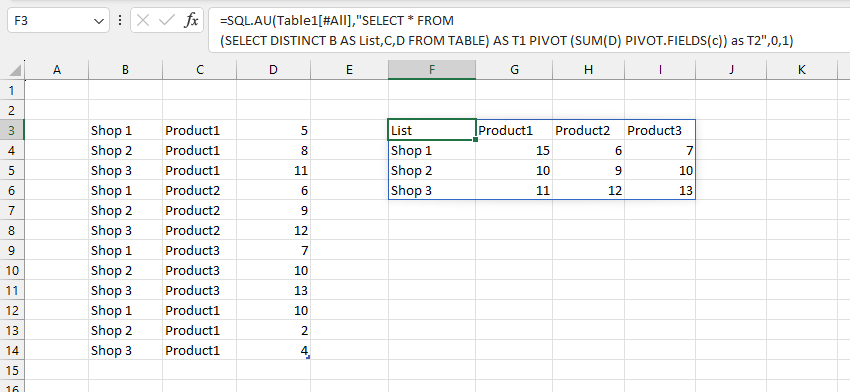 F3 fx =SQL.AU(Table1[#All],"SELECT * FROM
(SELECT DISTINCT B AS List,C,D FROM TABLE) AS T1 PIVOT (SUM(D) PIVOT.FIELDS(c)) as T2",0,1)
A B C D E F G H I J K
1
2
3 Shop 1 Product1 5 List Product1 Product2 Product3
4 Shop 2 Product1 8 Shop 1 15 6 7
5 Shop 3 Product1 11 Shop 2 10 9 10
6 Shop 1 Product2 6 Shop 3 11 12 13
7 Shop 2 Product2 9
8 Shop 3 Product2 12
9 Shop 1 Product3 7
10 Shop 2 Product3 10
11 Shop 3 Product3 13
12 Shop 1 Product1 10
13 Shop 2 Product1 2
14 Shop 3 Product1 4
15
16